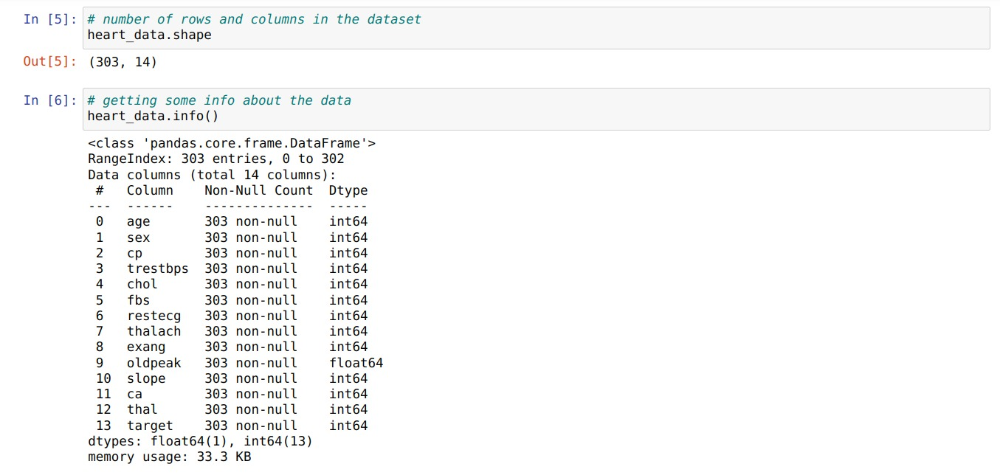 In [5]: # number of rows and columns in the dataset
heart_data.shape
Out[5]: (303, 14)
In [6]: # getting some info about the data
heart_data.info()
<class 'pandas.core.frame.DataFrame'>
RangeIndex: 303 entries, 0 to 302
Data columns (total 14 columns):
 #   Column    Non-Null Count  Dtype
---  ------    --------------  -----
 0   age       303 non-null    int64
 1   sex       303 non-null    int64
 2   cp        303 non-null    int64
 3   trestbps  303 non-null    int64
 4   chol      303 non-null    int64
 5   fbs       303 non-null    int64
 6   restecg   303 non-null    int64
 7   thalach   303 non-null    int64
 8   exang     303 non-null    int64
 9   oldpeak   303 non-null    float64
 10  slope     303 non-null    int64
 11  ca        303 non-null    int64
 12  thal      303 non-null    int64
 13  target    303 non-null    int64
dtypes: float64(1), int64(13)
memory usage: 33.3 KB